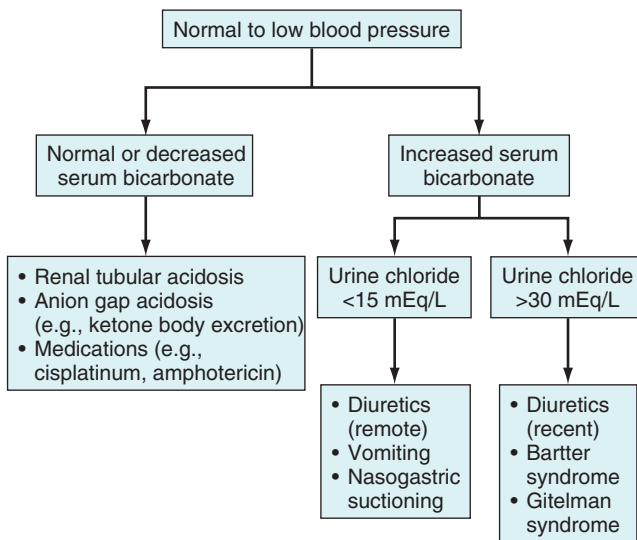 Normal to low blood pressure
Normal or decreased
serum bicarbonate
Increased serum
bicarbonate
• Renal tubular acidosis
• Anion gap acidosis
(e.g., ketone body excretion)
• Medications (e.g.,
cisplatinum, amphotericin)
Urine chloride
<15 mEq/L
Urine chloride
>30 mEq/L
• Diuretics
(remote)
• Vomiting
• Nasogastric
suctioning
• Diuretics
(recent)
• Bartter
syndrome
• Gitelman
syndrome